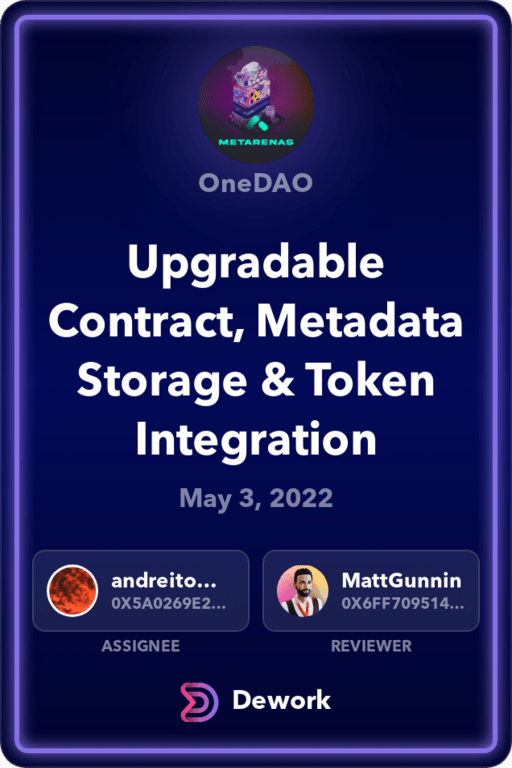 METARENAS
OneDAO
Upgradable
Contract, Metadata
Storage & Token
Integration
May 3, 2022
andreito...
0X5A0269E2...
ASSIGNEE
MattGunnin
0X6FF709514...
REVIEWER
Dework